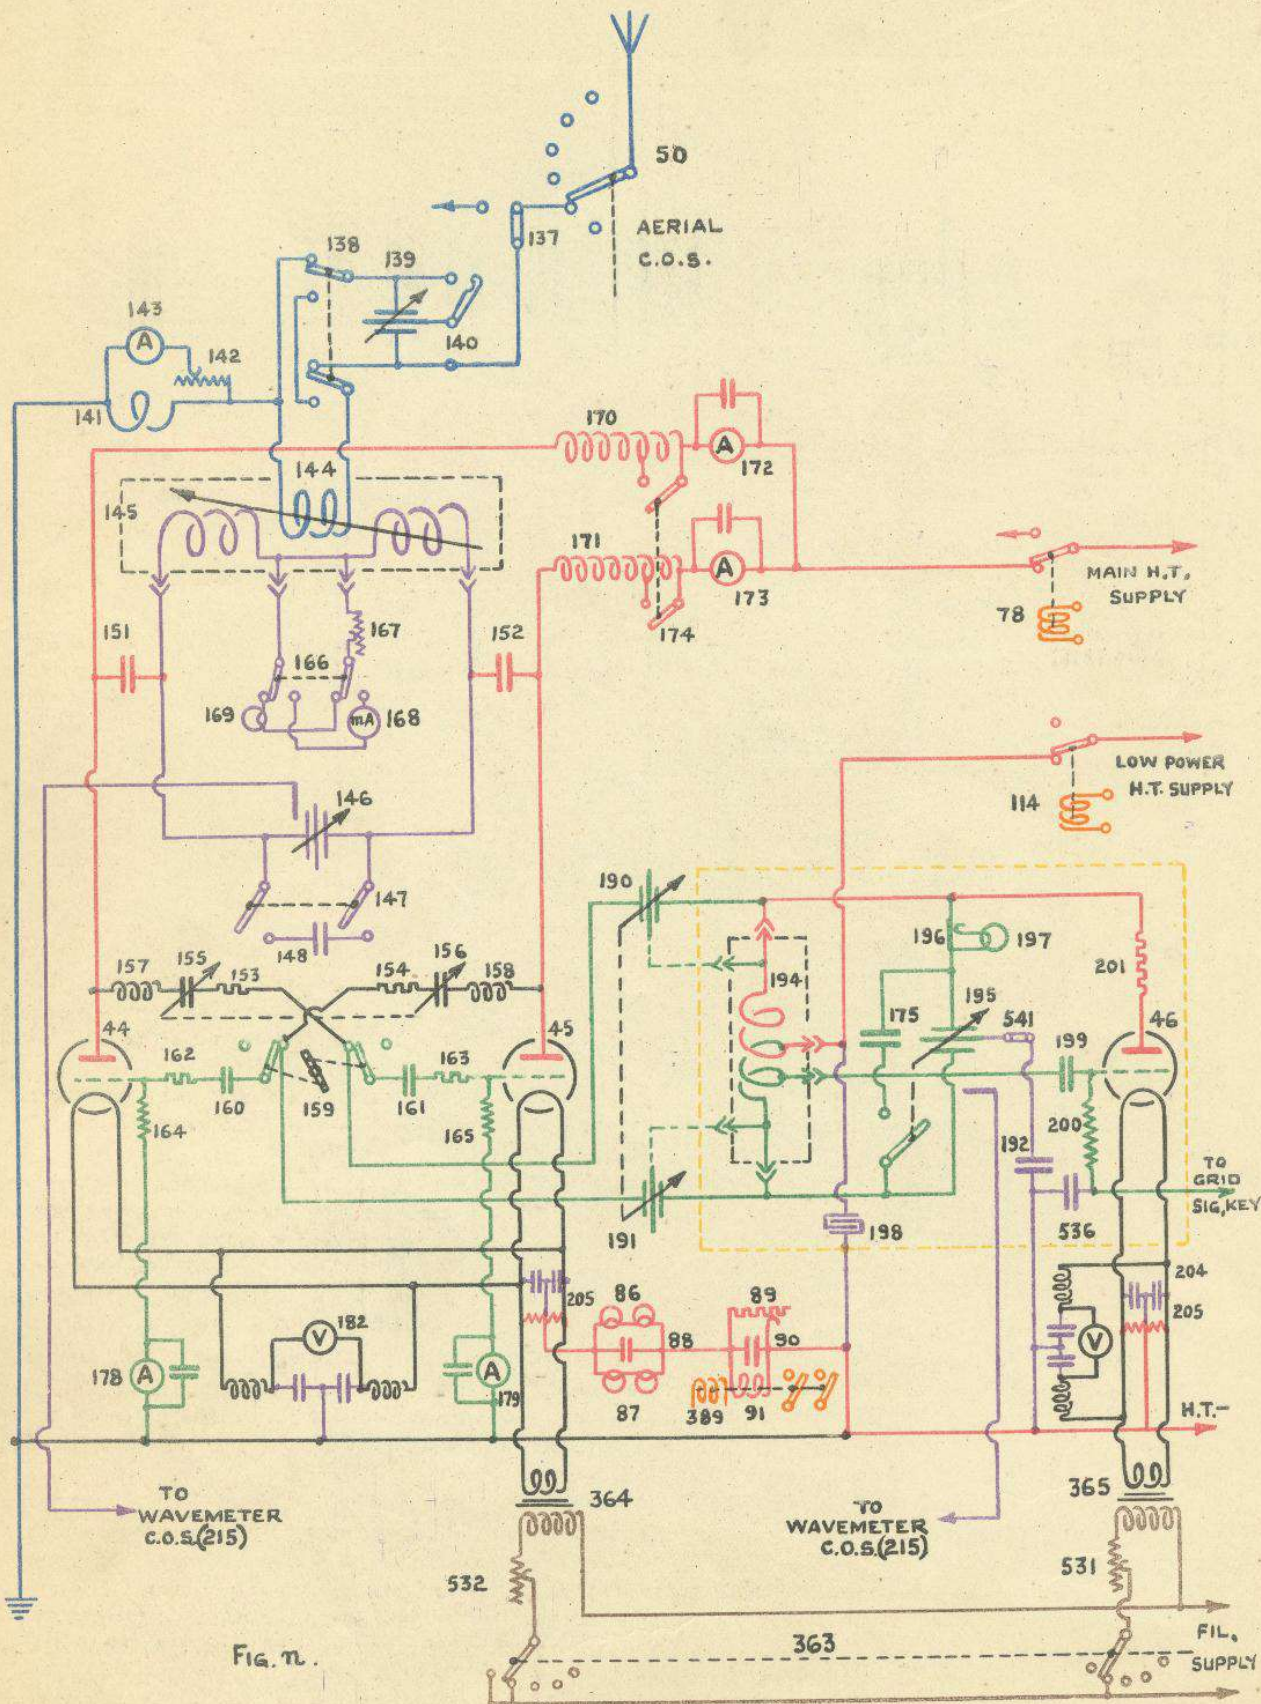 50
AERIAL
C.O.S.
137
138
139
140
143
A
142
141
144
145
170
A
172
171
A
173
174
MAIN H.T.
SUPPLY
78
151
152
167
166
169
mA
168
LOW POWER
H.T. SUPPLY
114
146
147
148
190
196
197
201
194
195
541
175
199
46
157
155
153
154
156
158
44
45
162
163
160
159
161
164
165
192
200
TO
GRID
SIG, KEY
536
191
198
204
205
V
182
V
205
86
88
87
89
90
389
91
178
A
A
179
H.T.-
TO
WAVEMETER
C.O.S.(215)
364
TO
WAVEMETER
C.O.S.(215)
365
532
531
363
FIL.
SUPPLY
FIG. n.